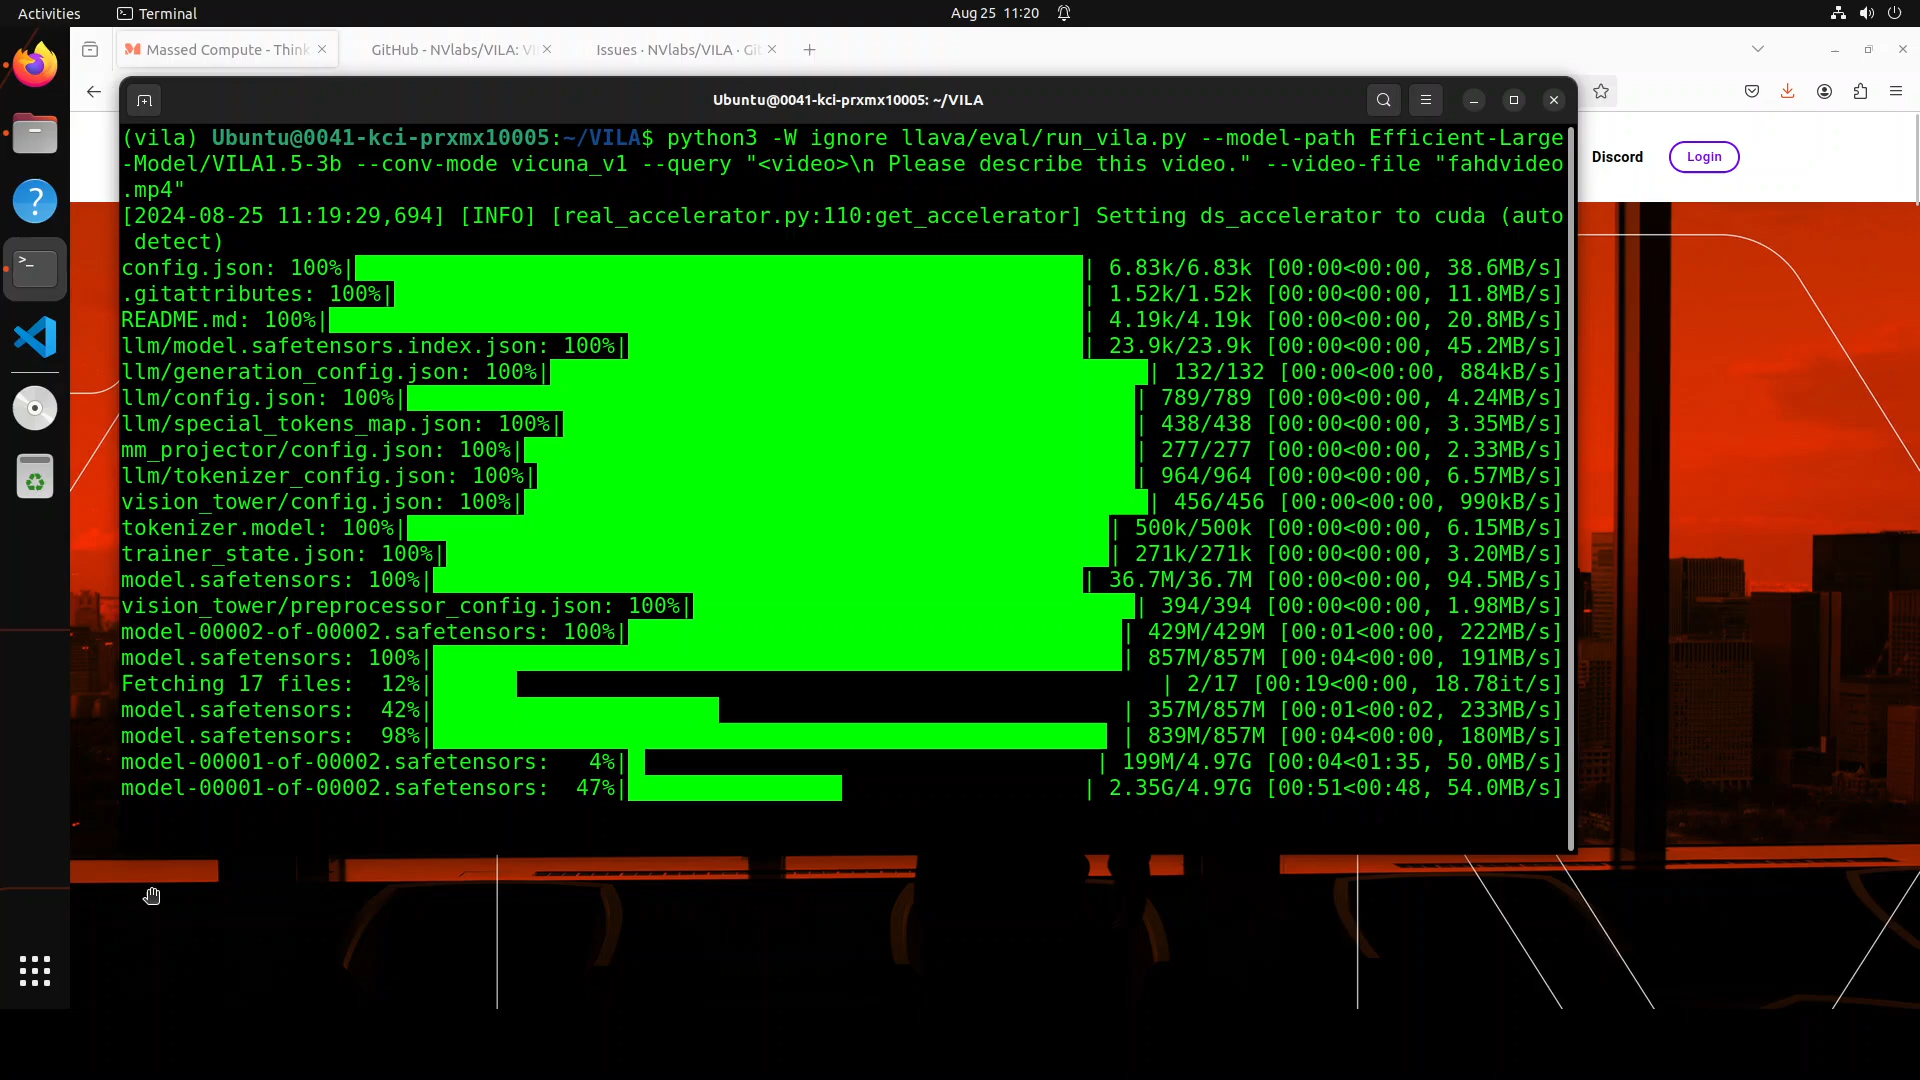 Activities
Terminal
Aug 25 11:20
Massed Compute - Think
GitHub - NVlabs/VILA: VI
Issues · NVlabs/VILA · Git
Ubuntu@0041-kci-prxmx10005: ~/VILA
Discord
Login
(vila) Ubuntu@0041-kci-prxmx10005:~/VILA$ python3 -W ignore llava/eval/run_vila.py --model-path Efficient-Large
-Model/VILA1.5-3b --conv-mode vicuna_v1 --query "<video>\n Please describe this video." --video-file "fahdvideo
.mp4"
[2024-08-25 11:19:29,694] [INFO] [real_accelerator.py:110:get_accelerator] Setting ds_accelerator to cuda (auto
detect)
config.json: 100%| | 6.83k/6.83k [00:00<00:00, 38.6MB/s]
.gitattributes: 100%| | 1.52k/1.52k [00:00<00:00, 11.8MB/s]
README.md: 100%| | 4.19k/4.19k [00:00<00:00, 20.8MB/s]
llm/model.safetensors.index.json: 100%| | 23.9k/23.9k [00:00<00:00, 45.2MB/s]
llm/generation_config.json: 100%| | 132/132 [00:00<00:00, 884kB/s]
llm/config.json: 100%| | 789/789 [00:00<00:00, 4.24MB/s]
llm/special_tokens_map.json: 100%| | 438/438 [00:00<00:00, 3.35MB/s]
mm_projector/config.json: 100%| | 277/277 [00:00<00:00, 2.33MB/s]
llm/tokenizer_config.json: 100%| | 964/964 [00:00<00:00, 6.57MB/s]
vision_tower/config.json: 100%| | 456/456 [00:00<00:00, 990kB/s]
tokenizer.model: 100%| | 500k/500k [00:00<00:00, 6.15MB/s]
trainer_state.json: 100%| | 271k/271k [00:00<00:00, 3.20MB/s]
model.safetensors: 100%| | 36.7M/36.7M [00:00<00:00, 94.5MB/s]
vision_tower/preprocessor_config.json: 100%| | 394/394 [00:00<00:00, 1.98MB/s]
model-00002-of-00002.safetensors: 100%| | 429M/429M [00:01<00:00, 222MB/s]
model.safetensors: 100%| | 857M/857M [00:04<00:00, 191MB/s]
Fetching 17 files: 12%| | 2/17 [00:19<00:00, 18.78it/s]
model.safetensors: 42%| | 357M/857M [00:01<00:02, 233MB/s]
model.safetensors: 98%| | 839M/857M [00:04<00:00, 180MB/s]
model-00001-of-00002.safetensors: 4%| | 199M/4.97G [00:04<01:35, 50.0MB/s]
model-00001-of-00002.safetensors: 47%| | 2.35G/4.97G [00:51<00:48, 54.0MB/s]